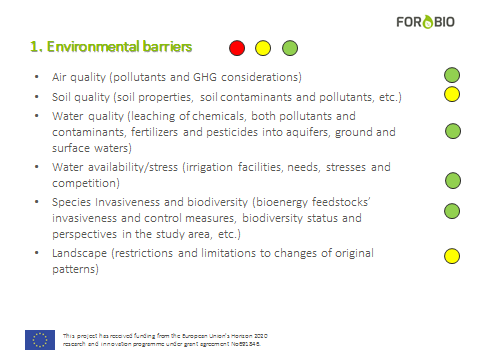 FORBIO
1. Environmental barriers
• Air quality (pollutants and GHG considerations)
• Soil quality (soil properties, soil contaminants and pollutants, etc.)
• Water quality (leaching of chemicals, both pollutants and
contaminants, fertilizers and pesticides into aquifers, ground and
surface waters)
• Water availability/stress (irrigation facilities, needs, stresses and
competition)
• Species Invasiveness and biodiversity (bioenergy feedstocks'
invasiveness and control measures, biodiversity status and
perspectives in the study area, etc.)
• Landscape (restrictions and limitations to changes of original
patterns)
This project has received funding from the European Union's Horizon 2020
research and innovation programme under grant agreement No691846.